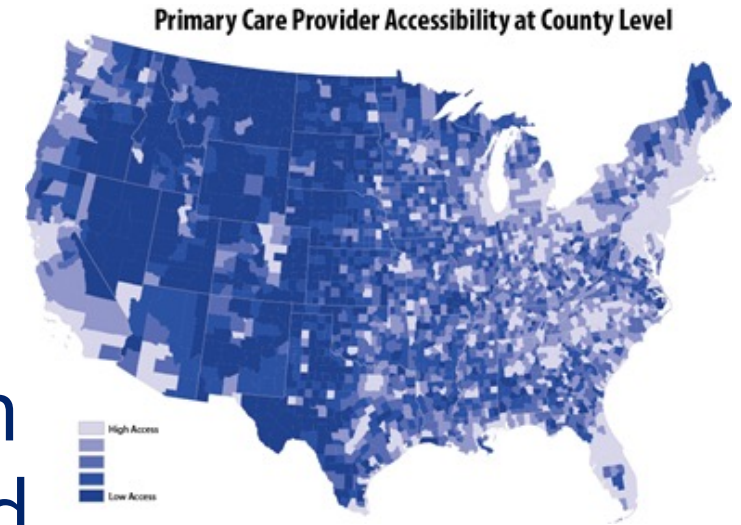 Primary Care Provider Accessibility at County Level
High Access
Low Access
n
d